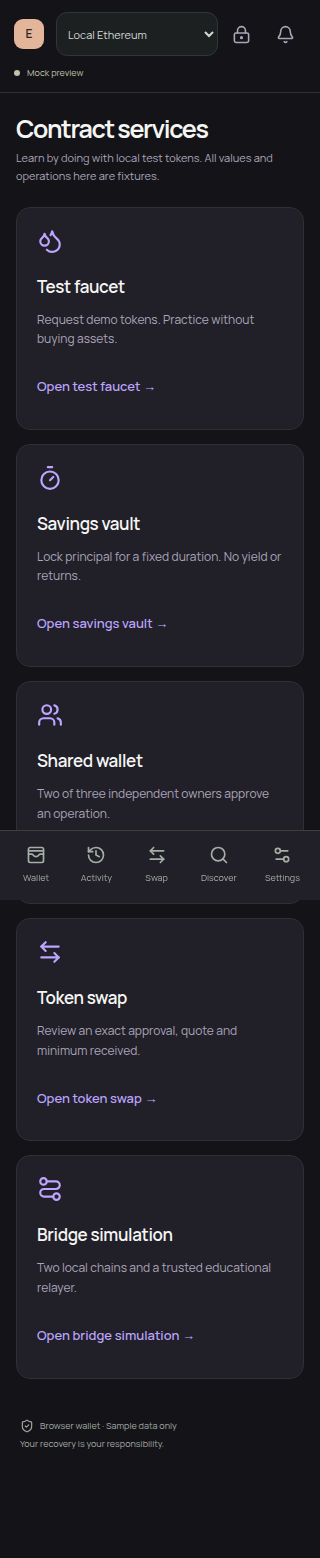 E
Local Ethereum
Mock preview
Contract services
Learn by doing with local test tokens. All values and
operations here are fixtures.
Test faucet
Request demo tokens. Practice without
buying assets.
Open test faucet →
Savings vault
Lock principal for a fixed duration. No yield or
returns.
Open savings vault →
Shared wallet
Two of three independent owners approve
an operation.
Wallet
Activity
Swap
Discover
Settings
Token swap
Review an exact approval, quote and
minimum received.
Open token swap →
Bridge simulation
Two local chains and a trusted educational
relayer.
Open bridge simulation →
Browser wallet · Sample data only
Your recovery is your responsibility.